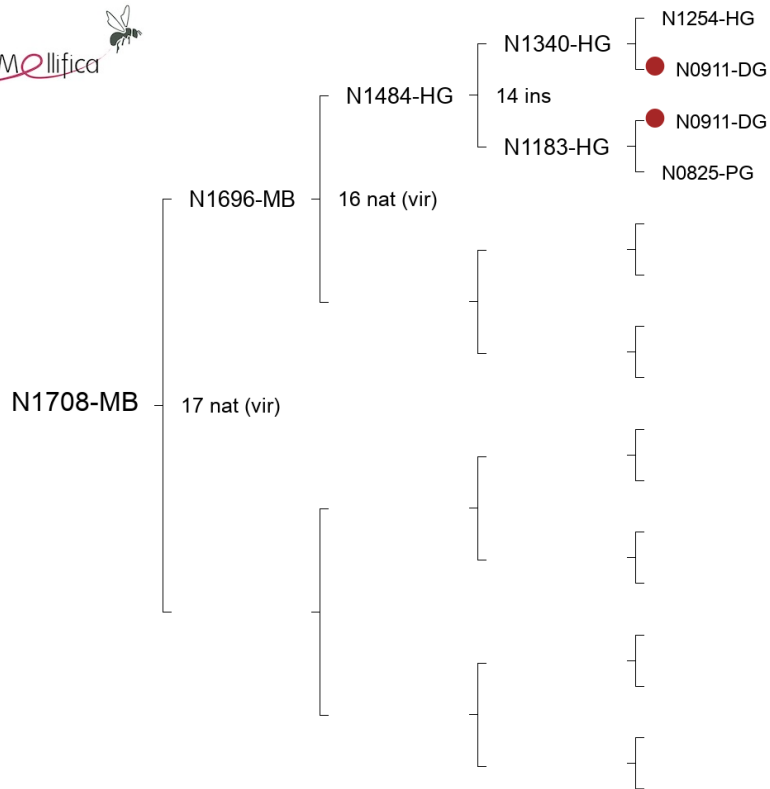 Mellifica
N1254-HG
N1340-HG
N0911-DG
N1484-HG
14 ins
N0911-DG
N1183-HG
N0825-PG
N1696-MB
16 nat (vir)
N1708-MB
17 nat (vir)